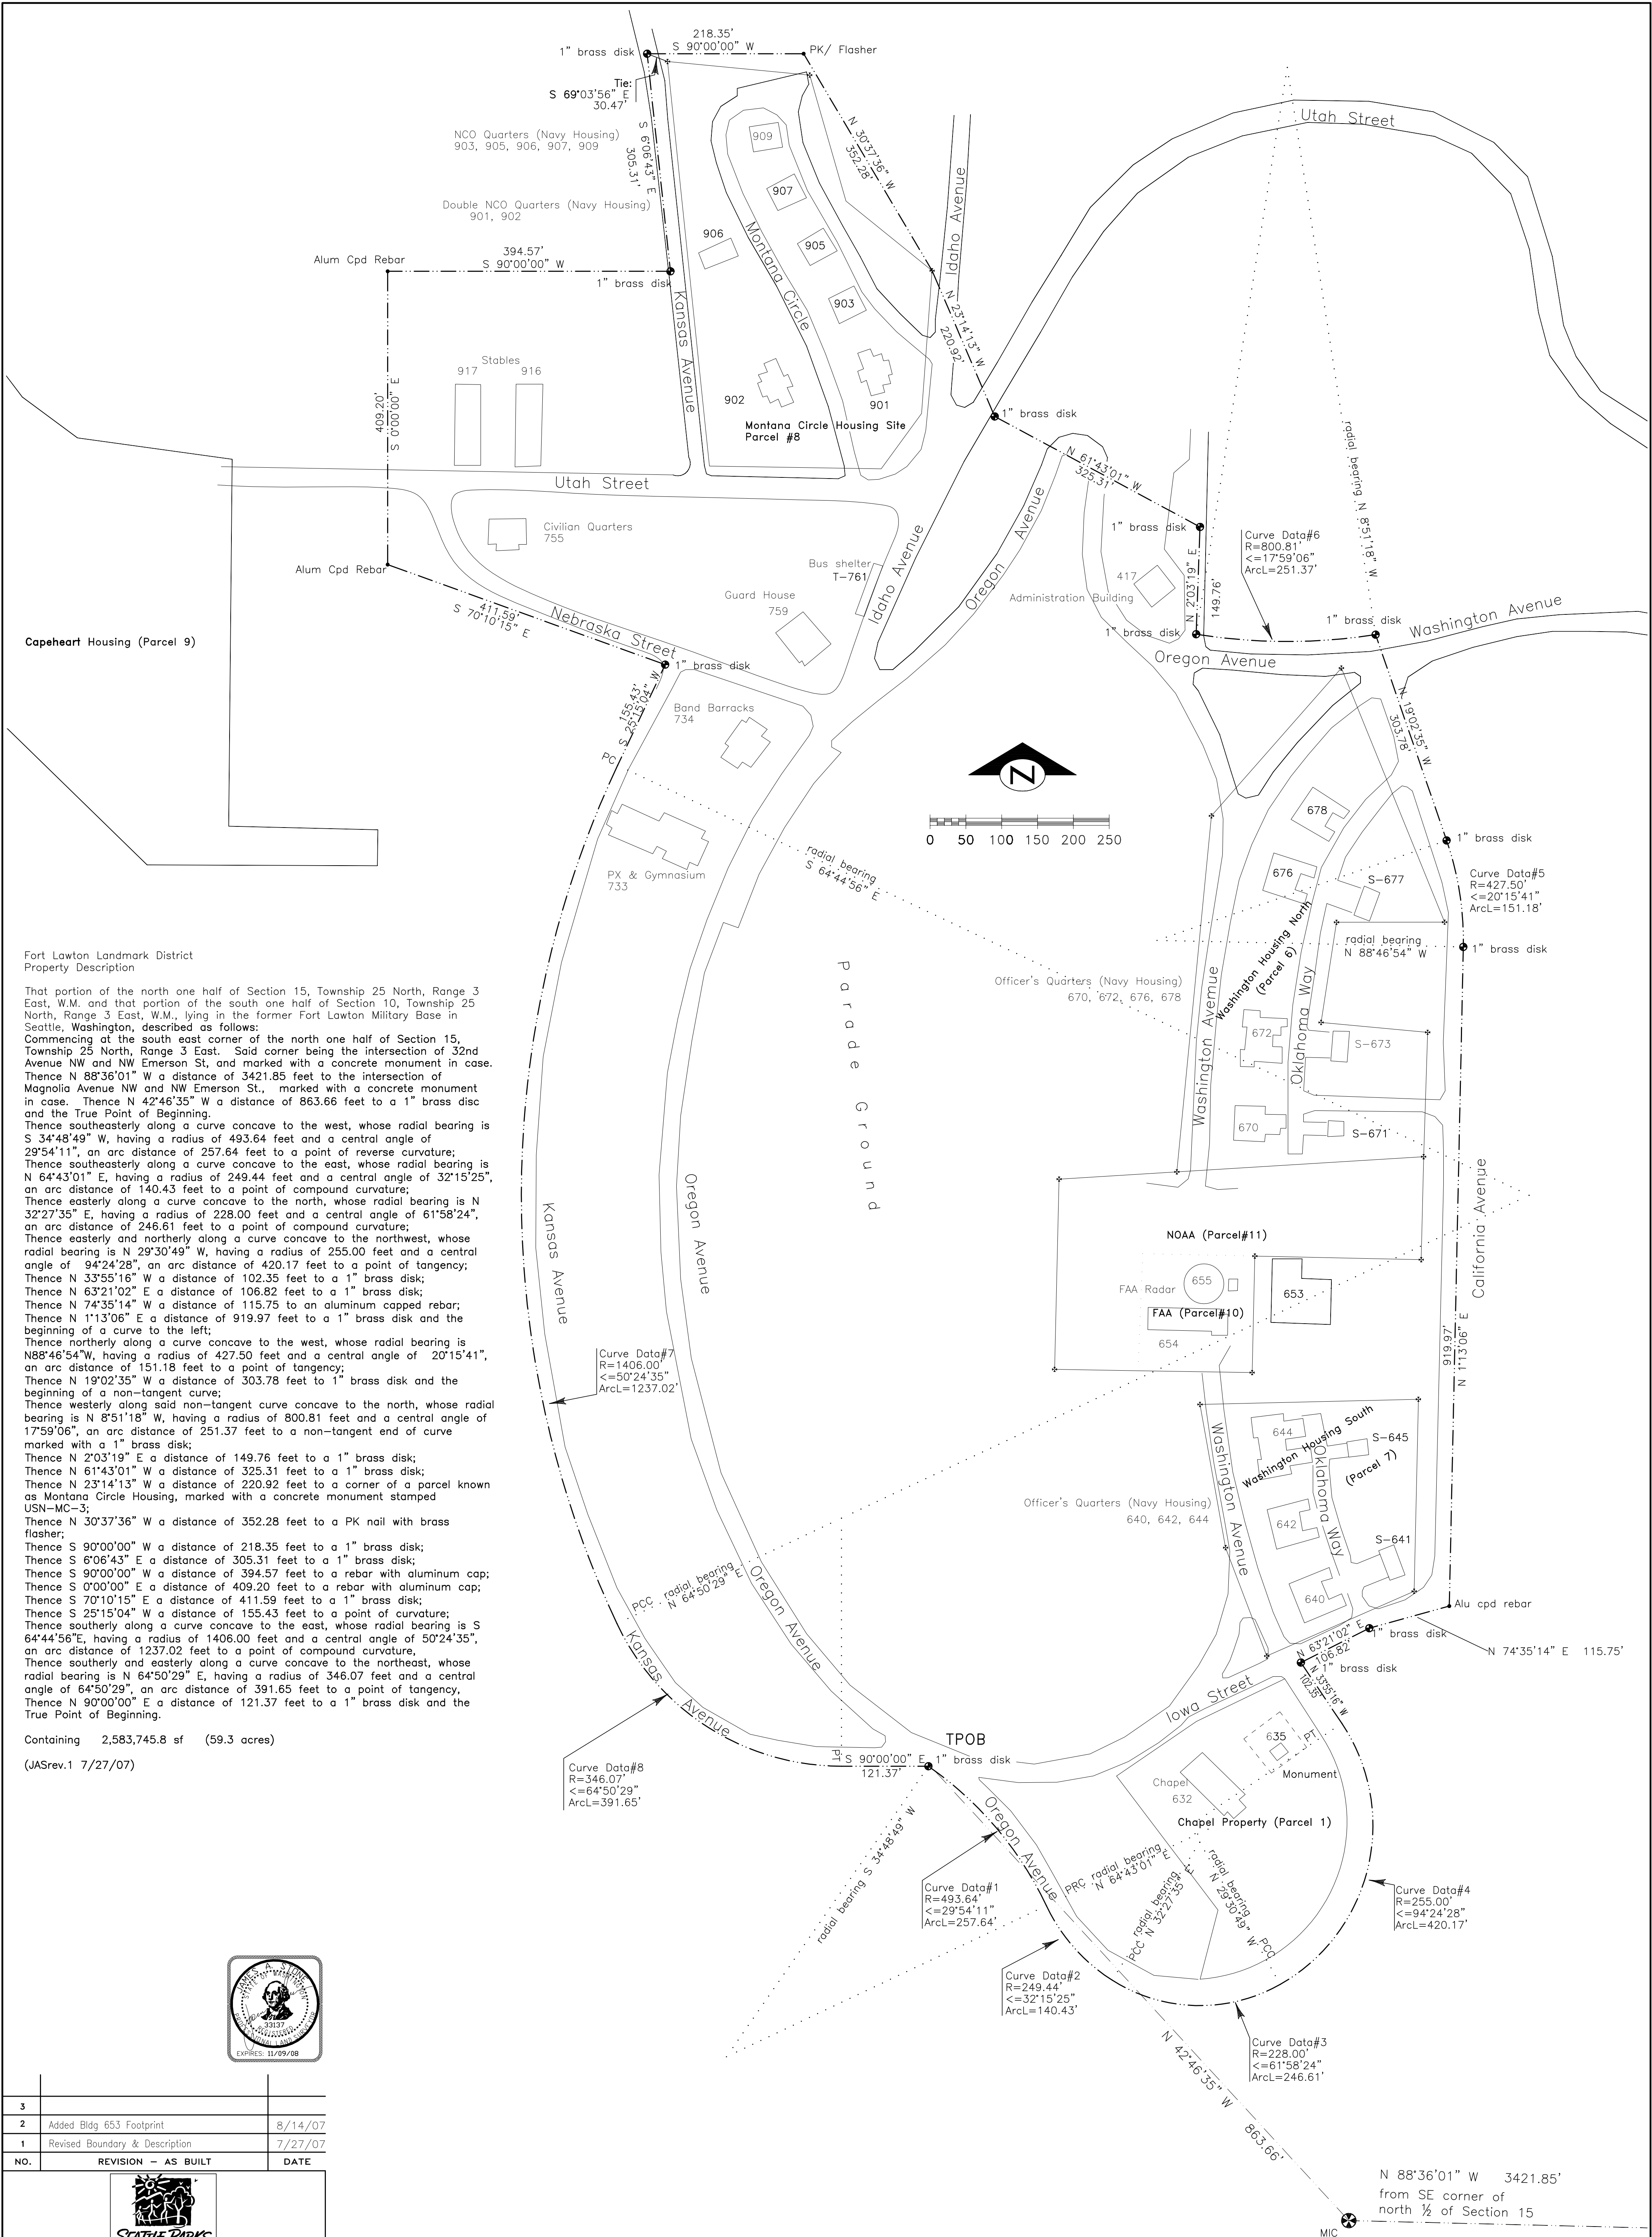 218.35'
S 90°00'00" W
1" brass disk
PK/ Flasher
Tie:
S 69°03'56" E
30.47'
S 6°06'43" E
305.31'
NCO Quarters (Navy Housing)
903, 905, 906, 907, 909
Double NCO Quarters (Navy Housing)
901, 902
N 30°37'36" W
352.28'
909
907
906
905
903
902
901
Montana Circle
Montana Circle Housing Site
Parcel #8
Idaho Avenue
Utah Street
394.57'
S 90°00'00" W
Alum Cpd Rebar
1" brass disk
Kansas Avenue
N 23°14'13" W
220.92'
1" brass disk
409.20'
S 0°00'00" E
Stables
917
916
Utah Street
Civilian Quarters
755
Alum Cpd Rebar
411.59'
S 70°10'15" E
Nebraska Street
1" brass disk
Bus shelter
T-761
Guard House
759
Idaho Avenue
Oregon Avenue
N 61°43'01" W
325.31'
1" brass disk
N 2°03'19" E
149.76'
417
Administration Building
1" brass disk
Curve Data#6
R=800.81'
<=17°59'06"
ArcL=251.37'
radial bearing N 8°51'18" W
1" brass disk
Washington Avenue
Oregon Avenue
N 19°02'35" W
303.78'
Capeheart Housing (Parcel 9)
155.43'
S 25°15'04" W
PC
Band Barracks
734
PX & Gymnasium
733
radial bearing
S 64°44'56" E
N
0 50 100 150 200 250
678
676
S-677
1" brass disk
Curve Data#5
R=427.50'
<=20°15'41"
ArcL=151.18'
radial bearing
N 88°46'54" W
1" brass disk
Washington Housing North
(Parcel 6)
Officer's Quarters (Navy Housing)
670, 672, 676, 678
Washington Avenue
Oklahoma Way
672
S-673
670
S-671
Parade Ground
Fort Lawton Landmark District
Property Description
That portion of the north one half of Section 15, Township 25 North, Range 3
East, W.M. and that portion of the south one half of Section 10, Township 25
North, Range 3 East, W.M., lying in the former Fort Lawton Military Base in
Seattle, Washington, described as follows:
Commencing at the south east corner of the north one half of Section 15,
Township 25 North, Range 3 East. Said corner being the intersection of 32nd
Avenue NW and NW Emerson St, and marked with a concrete monument in case.
Thence N 88°36'01" W a distance of 3421.85 feet to the intersection of
Magnolia Avenue NW and NW Emerson St., marked with a concrete monument
in case. Thence N 42°46'35" W a distance of 863.66 feet to a 1" brass disc
and the True Point of Beginning.
Thence southeasterly along a curve concave to the west, whose radial bearing is
S 34°48'49" W, having a radius of 493.64 feet and a central angle of
29°54'11", an arc distance of 257.64 feet to a point of reverse curvature;
Thence southeasterly along a curve concave to the east, whose radial bearing is
N 64°43'01" E, having a radius of 249.44 feet and a central angle of 32°15'25",
an arc distance of 140.43 feet to a point of compound curvature;
Thence easterly along a curve concave to the north, whose radial bearing is N
32°27'35" E, having a radius of 228.00 feet and a central angle of 61°58'24",
an arc distance of 246.61 feet to a point of compound curvature;
Thence easterly and northerly along a curve concave to the northwest, whose
radial bearing is N 29°30'49" W, having a radius of 255.00 feet and a central
angle of 94°24'28", an arc distance of 420.17 feet to a point of tangency;
Thence N 33°55'16" W a distance of 102.35 feet to a 1" brass disk;
Thence N 63°21'02 E a distance of 106.82 feet to a 1" brass disk;
Thence N 74°35'14" W a distance of 115.75 to an aluminum capped rebar;
Thence N 1°13'06" E a distance of 919.97 feet to a 1" brass disk and the
beginning of a curve to the left;
Thence northerly along a curve concave to the west, whose radial bearing is
N88°46'54"W, having a radius of 427.50 feet and a central angle of 20°15'41",
an arc distance of 151.18 feet to a point of tangency;
Thence N 19°02'35" W a distance of 303.78 feet to 1" brass disk and the
beginning of a non-tangent curve;
Thence westerly along said non-tangent curve concave to the north, whose radial
bearing is N 8°51'18" W, having a radius of 800.81 feet and a central angle of
17°59'06", an arc distance of 251.37 feet to a non-tangent end of curve
marked with a 1" brass disk;
Thence N 2°03'19" E a distance of 149.76 feet to a 1" brass disk;
Thence N 61°43'01" W a distance of 325.31 feet to a 1" brass disk;
Thence N 23°14'13" W a distance of 220.92 feet to a corner of a parcel known
as Montana Circle Housing, marked with a concrete monument stamped
USN-MC-3;
Thence N 30°37'36" W a distance of 352.28 feet to a PK nail with brass
flasher;
Thence S 90°00'00" W a distance of 218.35 feet to a 1" brass disk;
Thence S 6°06'43" E a distance of 305.31 feet to a 1" brass disk;
Thence S 90°00'00" W a distance of 394.57 feet to a rebar with aluminum cap;
Thence S 0°00'00" E a distance of 409.20 feet to a rebar with aluminum cap;
Thence S 70°10'15" E a distance of 411.59 feet to a 1" brass disk;
Thence S 25°15'04" W a distance of 155.43 feet to a point of curvature;
Thence southerly along a curve concave to the east, whose radial bearing is S
64°44'56"E, having a radius of 1406.00 feet and a central angle of 50°24'35",
an arc distance of 1237.02 feet to a point of compound curvature,
Thence southerly and easterly along a curve concave to the northeast, whose
radial bearing is N 64°50'29" E, having a radius of 346.07 feet and a central
angle of 64°50'29", an arc distance of 391.65 feet to a point of tangency,
Thence N 90°00'00" E a distance of 121.37 feet to a 1" brass disk and the
True Point of Beginning.
Containing 2,583,745.8 sf (59.3 acres)
(JASrev.1 7/27/07)
Kansas Avenue
Oregon Avenue
California Avenue
NOAA (Parcel#11)
FAA Radar
655
653
FAA (Parcel#10)
654
919.97'
N 1°13'06" E
Curve Data#7
R=1406.00'
<=50°24'35"
ArcL=1237.02'
Washington Avenue
644
S-645
Washington Housing South
(Parcel 7)
Oklahoma Way
Officer's Quarters (Navy Housing)
640, 642, 644
642
S-641
640
PCC radial bearing
N 64°50'29" E
Oregon Avenue
Kansas Avenue
Alu cpd rebar
N 63°21'02" E
106.82'
1" brass disk
N 74°35'14" E 115.75'
1" brass disk
N 33°55'16" W
102.35'
Iowa Street
TPOB
PT
S 90°00'00" E
121.37'
1" brass disk
635
PT
Monument
Chapel
632
Chapel Property (Parcel 1)
Curve Data#8
R=346.07'
<=64°50'29"
ArcL=391.65'
Oregon Avenue
radial bearing S 34°48'49" W
Curve Data#1
R=493.64'
<=29°54'11"
ArcL=257.64'
PRC radial bearing
N 64°43'01" E
radial bearing
PCC N 32°27'35" E
radial bearing
N 29°30'49" W
PCC
Curve Data#4
R=255.00'
<=94°24'28"
ArcL=420.17'
Curve Data#2
R=249.44'
<=32°15'25"
ArcL=140.43'
Curve Data#3
R=228.00'
<=61°58'24"
ArcL=246.61'
N 42°46'35" W 863.66'
N 88°36'01" W 3421.85'
from SE corner of
north ½ of Section 15
MIC
JAMES A. STONE
STATE OF WASHINGTON
33137
REGISTERED
PROFESSIONAL LAND SURVEYOR
EXPIRES: 11/09/08
3
2 Added Bldg 653 Footprint 8/14/07
1 Revised Boundary & Description 7/27/07
NO. REVISION - AS BUILT DATE
SEATTLE PARKS